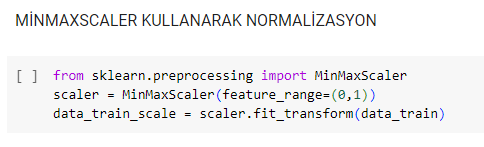 MİNMAXSCALER KULLANARAK NORMALİZASYON
[ ] from sklearn.preprocessing import MinMaxScaler
scaler = MinMaxScaler(feature_range=(0,1))
data_train_scale = scaler.fit_transform(data_train)